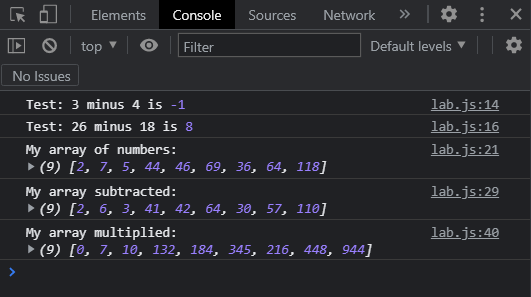 Elements Console Sources Network »
top Filter Default levels
No Issues
Test: 3 minus 4 is -1 lab.js:14
Test: 26 minus 18 is 8 lab.js:16
My array of numbers: lab.js:21
(9) [2, 7, 5, 44, 46, 69, 36, 64, 118]
My array subtracted: lab.js:29
(9) [2, 6, 3, 41, 42, 64, 30, 57, 110]
My array multiplied: lab.js:40
(9) [0, 7, 10, 132, 184, 345, 216, 448, 944]